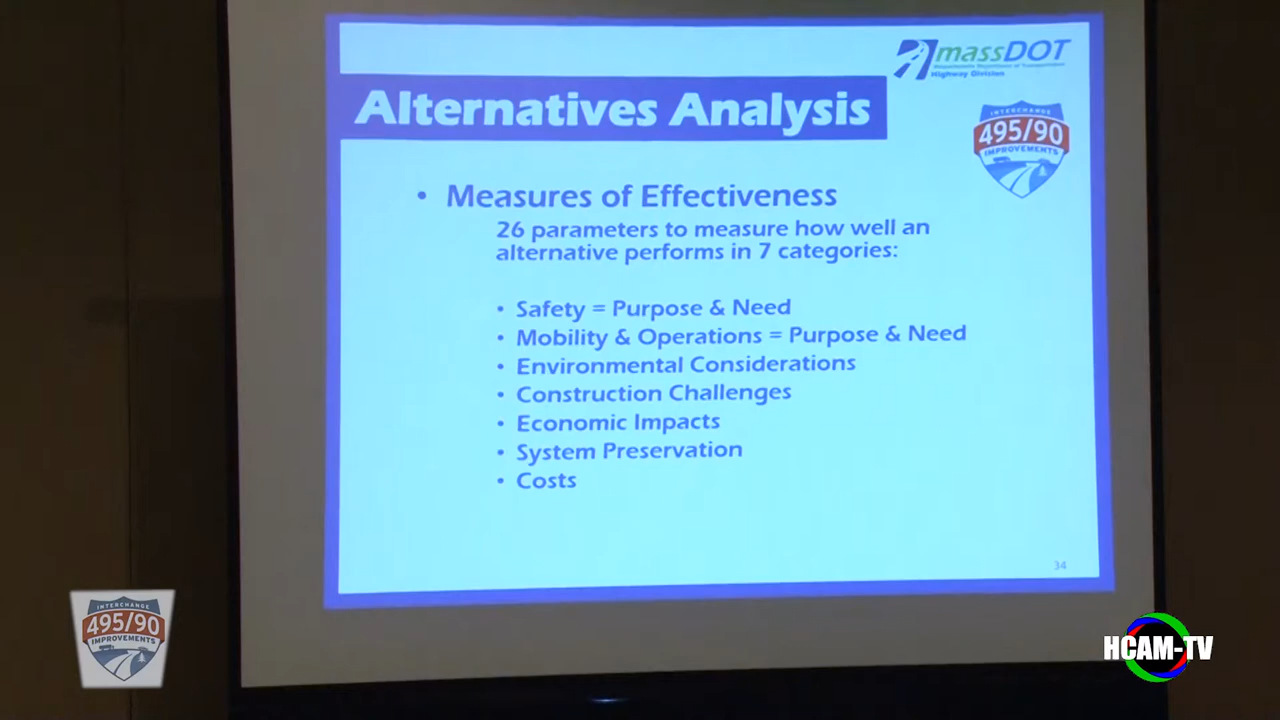 massDOT
Massachusetts Department of Transportation
Highway Division
Alternatives Analysis
INTERCHANGE
495/90
IMPROVEMENTS
• Measures of Effectiveness
26 parameters to measure how well an
alternative performs in 7 categories:
• Safety = Purpose & Need
• Mobility & Operations = Purpose & Need
• Environmental Considerations
• Construction Challenges
• Economic Impacts
• System Preservation
• Costs
34
INTERCHANGE
495/90
IMPROVEMENTS
HCAM-TV